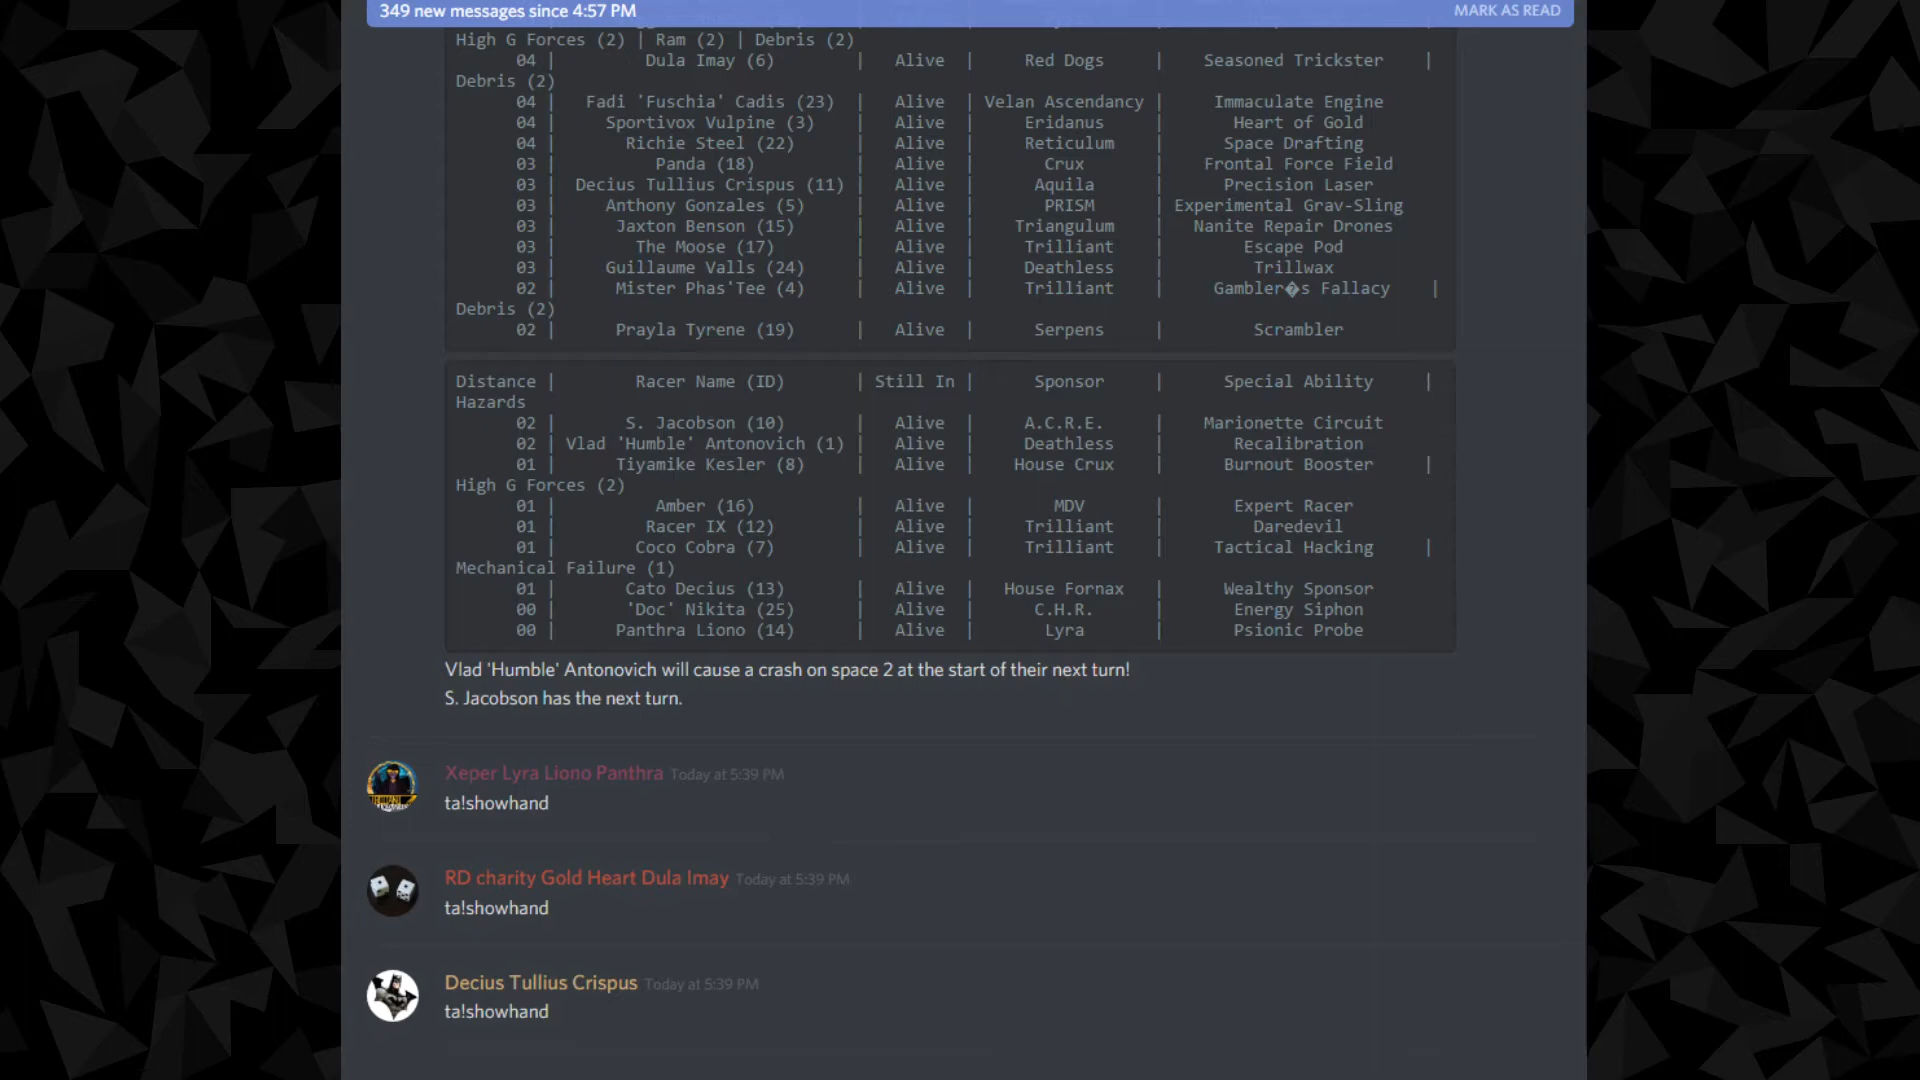 349 new messages since 4:57 PM MARK AS READ
High G Forces (2) | Ram (2) | Debris (2)
04 | Dula Imay (6) | Alive | Red Dogs | Seasoned Trickster |
Debris (2)
04 | Fadi 'Fuschia' Cadis (23) | Alive | Velan Ascendancy | Immaculate Engine
04 | Sportivox Vulpine (3) | Alive | Eridanus | Heart of Gold
04 | Richie Steel (22) | Alive | Reticulum | Space Drafting
03 | Panda (18) | Alive | Crux | Frontal Force Field
03 | Decius Tullius Crispus (11) | Alive | Aquila | Precision Laser
03 | Anthony Gonzales (5) | Alive | PRISM | Experimental Grav-Sling
03 | Jaxton Benson (15) | Alive | Triangulum | Nanite Repair Drones
03 | The Moose (17) | Alive | Trilliant | Escape Pod
03 | Guillaume Valls (24) | Alive | Deathless | Trillwax
02 | Mister Phas'Tee (4) | Alive | Trilliant | Gambler�s Fallacy |
Debris (2)
02 | Prayla Tyrene (19) | Alive | Serpens | Scrambler
Distance | Racer Name (ID) | Still In | Sponsor | Special Ability |
Hazards
02 | S. Jacobson (10) | Alive | A.C.R.E. | Marionette Circuit
02 | Vlad 'Humble' Antonovich (1) | Alive | Deathless | Recalibration
01 | Tiyamike Kesler (8) | Alive | House Crux | Burnout Booster |
High G Forces (2)
01 | Amber (16) | Alive | MDV | Expert Racer
01 | Racer IX (12) | Alive | Trilliant | Daredevil
01 | Coco Cobra (7) | Alive | Trilliant | Tactical Hacking |
Mechanical Failure (1)
01 | Cato Decius (13) | Alive | House Fornax | Wealthy Sponsor
00 | 'Doc' Nikita (25) | Alive | C.H.R. | Energy Siphon
00 | Panthra Liono (14) | Alive | Lyra | Psionic Probe
Vlad 'Humble' Antonovich will cause a crash on space 2 at the start of their next turn!
S. Jacobson has the next turn.
Xeper Lyra Liono Panthra Today at 5:39 PM
ta!showhand
RD charity Gold Heart Dula Imay Today at 5:39 PM
ta!showhand
Decius Tullius Crispus Today at 5:39 PM
ta!showhand